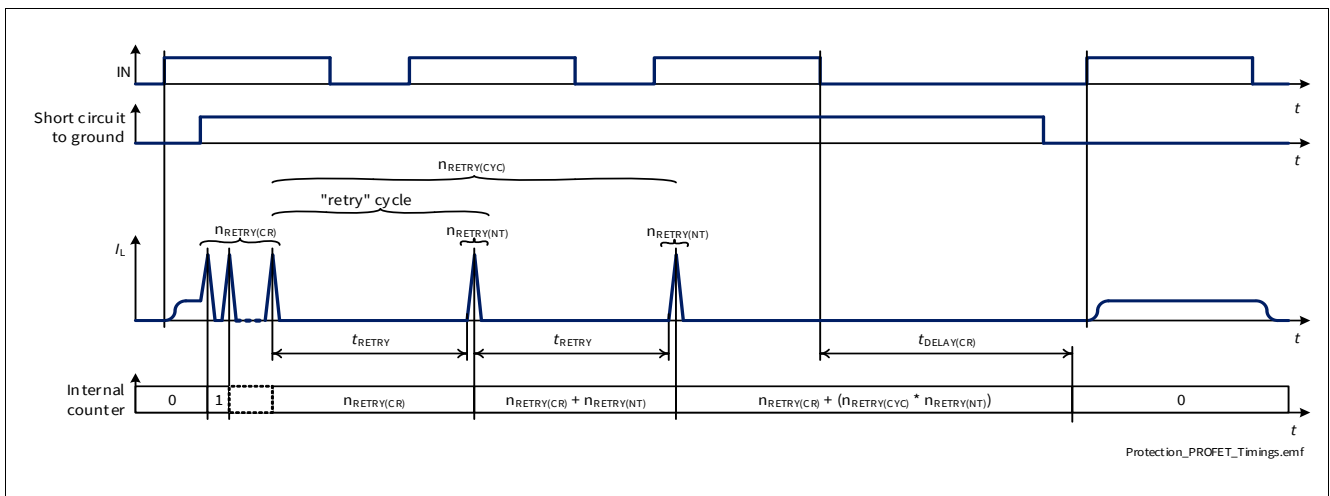 IN
t
Short circuit
to ground
t
nRETRY(CYC)
"retry" cycle
nRETRY(CR)
nRETRY(NT)
nRETRY(NT)
IL
tRETRY
tRETRY
tDELAY(CR)
t
Internal
counter
0
1
nRETRY(CR)
nRETRY(CR) + nRETRY(NT)
nRETRY(CR) + (nRETRY(CYC) * nRETRY(NT))
0
t
Protection_PROFET_Timings.emf